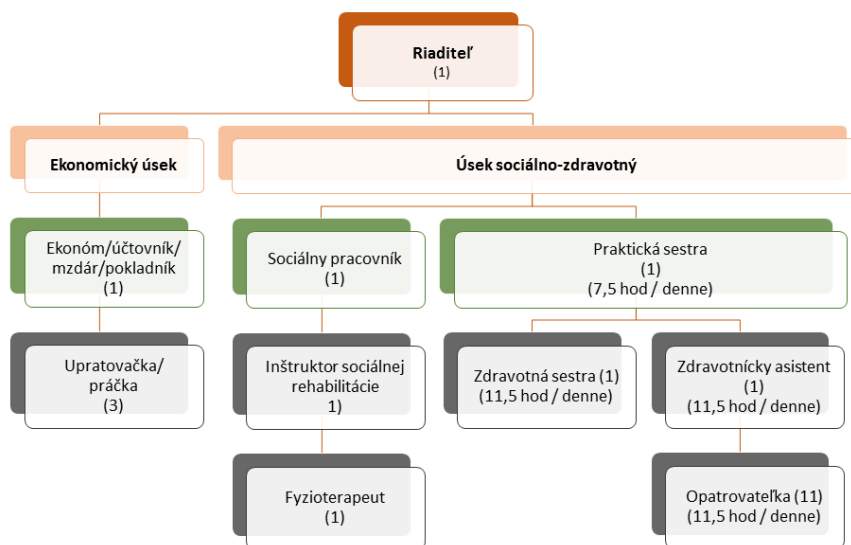 Riaditeľ
(1)
Ekonomický úsek
Úsek sociálno-zdravotný
Ekonóm/účtovník/
mzdár/pokladník
(1)
Sociálny pracovník
(1)
Praktická sestra
(1)
(7,5 hod / denne)
Upratovačka/
práčka
(3)
Inštruktor sociálnej
rehabilitácie
1)
Zdravotná sestra (1)
(11,5 hod / denne)
Zdravotnícky asistent
(1)
(11,5 hod / denne)
Fyzioterapeut
(1)
Opatrovateľka (11)
(11,5 hod / denne)